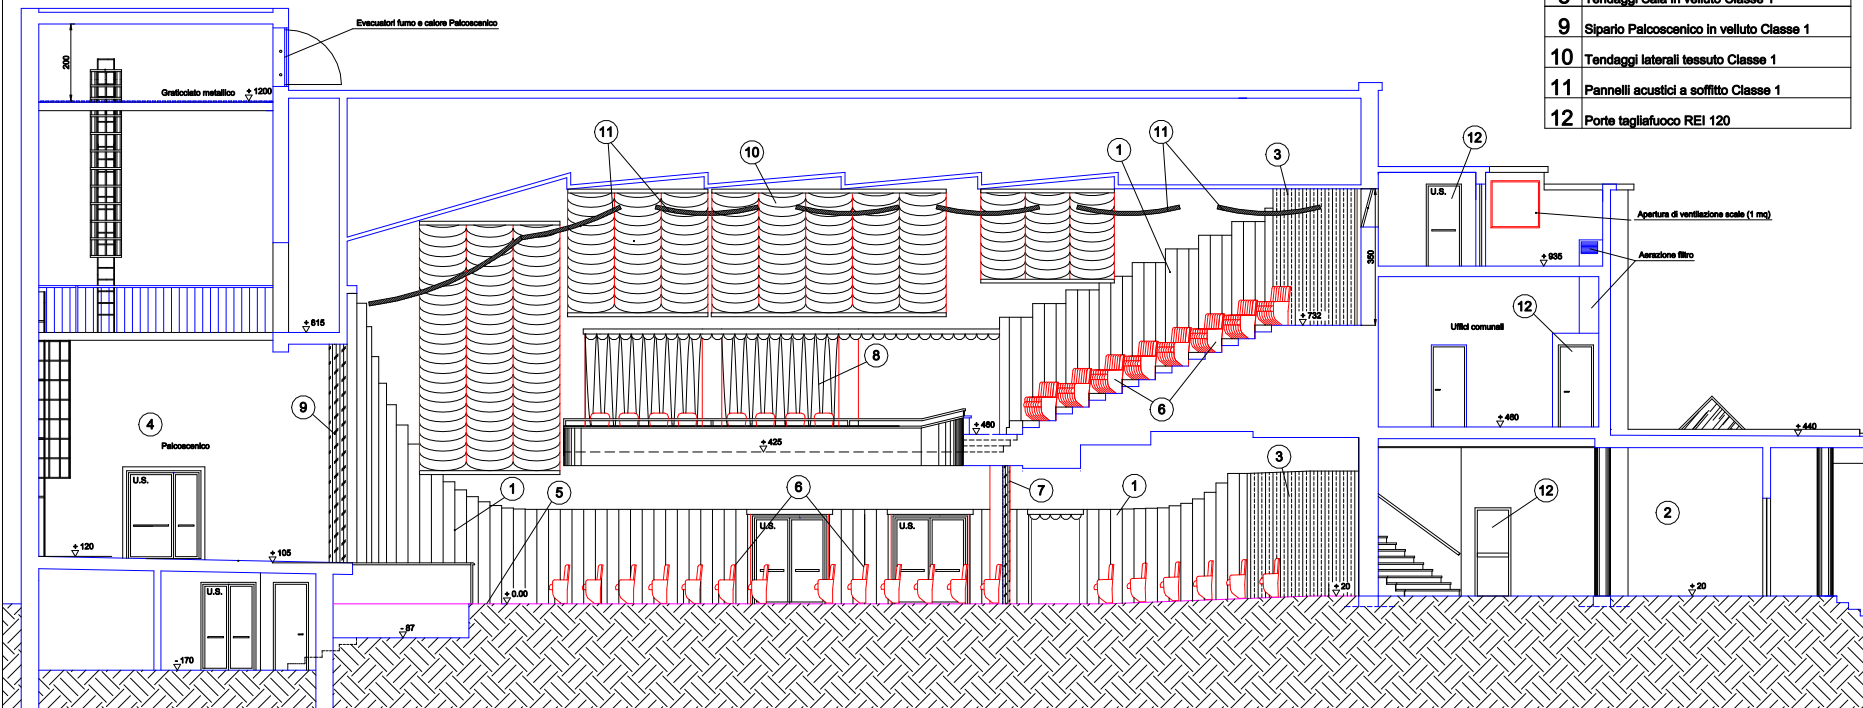 8 Tendaggi Sala in velluto Classe 1
9 Sipario Palcoscenico in velluto Classe 1
10 Tendaggi laterali tessuto Classe 1
11 Pannelli acustici a soffitto Classe 1
12 Porte tagliafuoco REI 120
Evacuatori fumo e calore Palcoscenico
200
Graticciato metallico
+ 1200
11
10
1
11
3
12
U.S.
Apertura di ventilazione scale (1 mq)
+ 935
Aerazione filtro
350
+ 815
+ 732
12
Uffici comunali
8
9
4
Palcoscenico
6
+ 460
+ 460
+ 440
+ 425
U.S.
1
5
6
7
1
3
12
2
U.S.
U.S.
+ 120
+ 105
U.S.
+ 0.00
+ 20
+ 20
- 87
- 170